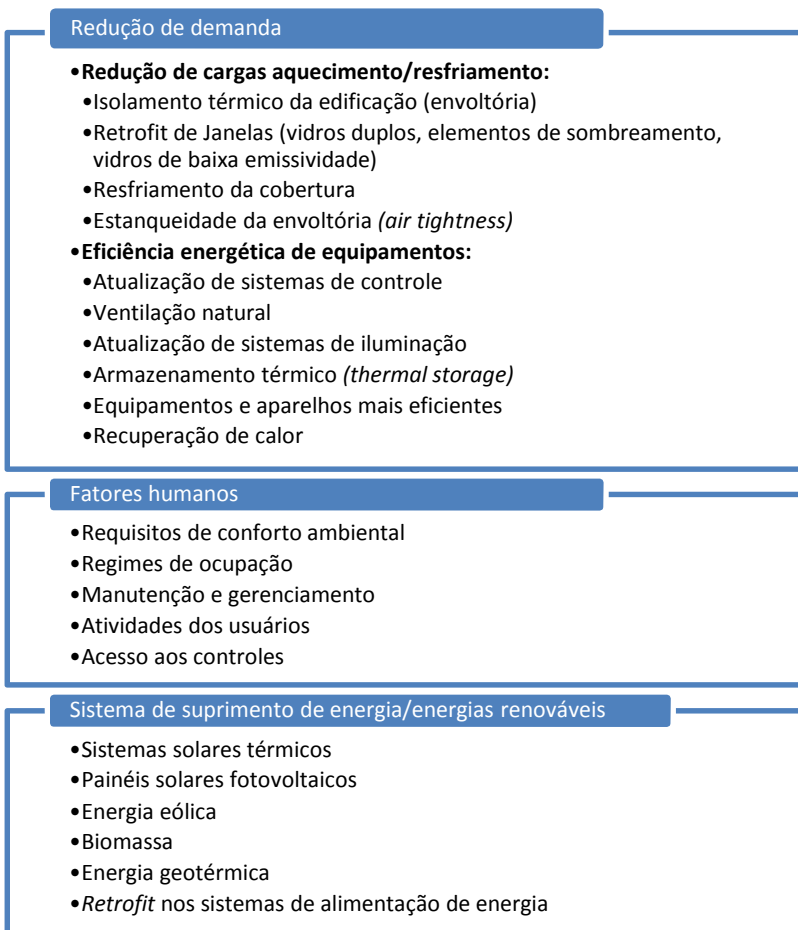 Redução de demanda
•Redução de cargas aquecimento/resfriamento:
•Isolamento térmico da edificação (envoltória)
•Retrofit de Janelas (vidros duplos, elementos de sombreamento,
vidros de baixa emissividade)
•Resfriamento da cobertura
•Estanqueidade da envoltória (air tightness)
•Eficiência energética de equipamentos:
•Atualização de sistemas de controle
•Ventilação natural
•Atualização de sistemas de iluminação
•Armazenamento térmico (thermal storage)
•Equipamentos e aparelhos mais eficientes
•Recuperação de calor
Fatores humanos
•Requisitos de conforto ambiental
•Regimes de ocupação
•Manutenção e gerenciamento
•Atividades dos usuários
•Acesso aos controles
Sistema de suprimento de energia/energias renováveis
•Sistemas solares térmicos
•Painéis solares fotovoltaicos
•Energia eólica
•Biomassa
•Energia geotérmica
•Retrofit nos sistemas de alimentação de energia